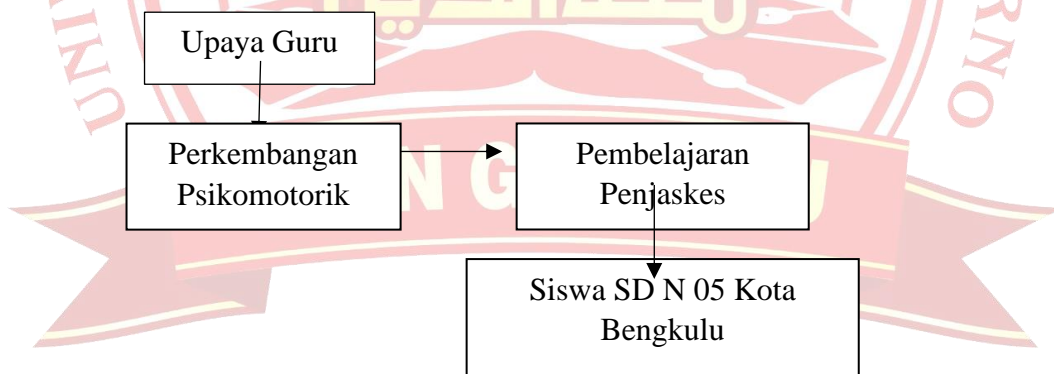 Upaya Guru
Perkembangan
Psikomotorik
Pembelajaran
Penjaskes
Siswa SD N 05 Kota
Bengkulu